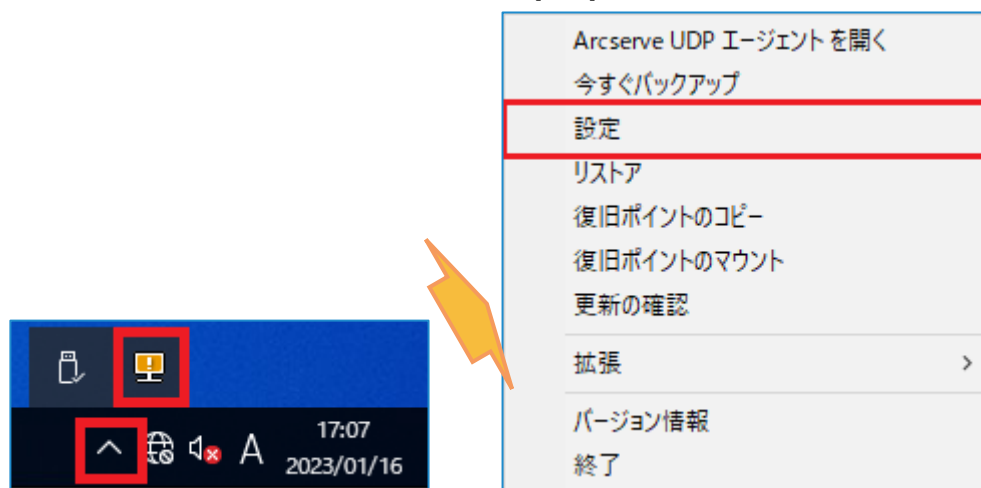 Arcserve UDP エージェント を開く
今すぐバックアップ
設定
リストア
復旧ポイントのコピー
復旧ポイントのマウント
更新の確認
拡張
バージョン情報
終了
A
17:07
2023/01/16